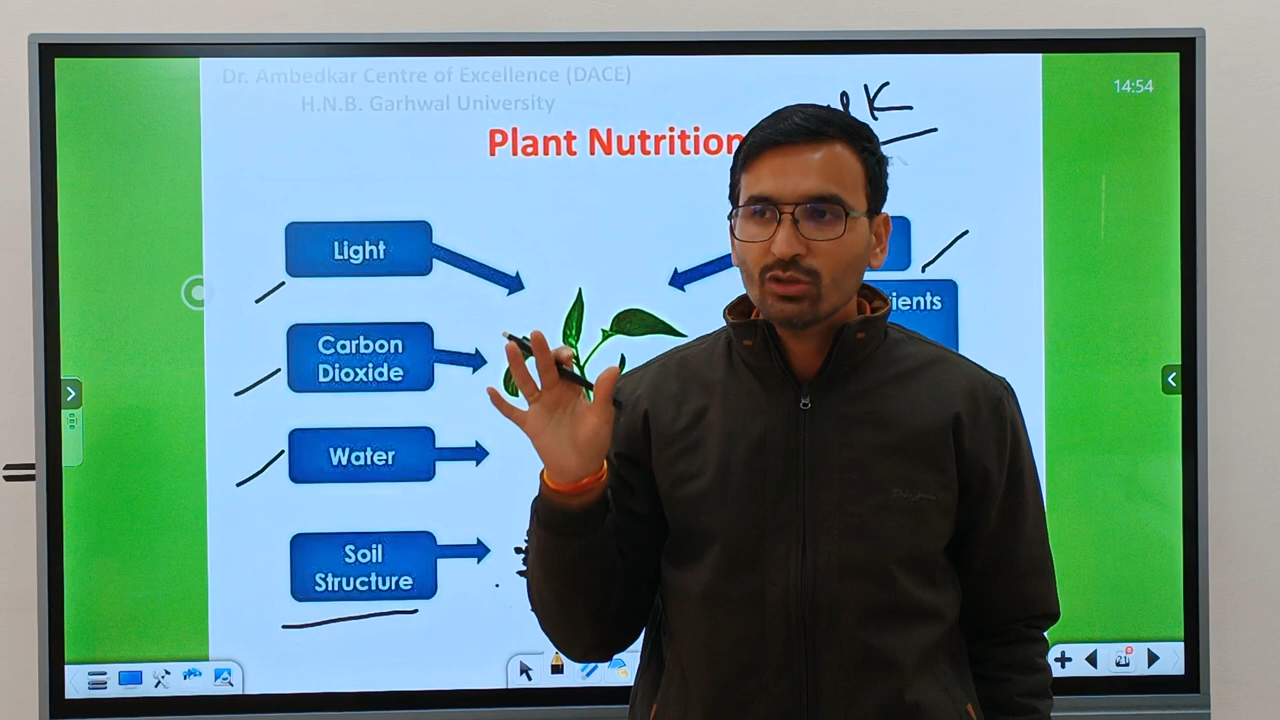 Dr. Ambedkar Centre of Excellence (DACE)
H.N.B. Garhwal University
14:54
Plant Nutrition
Light
Carbon
Dioxide
Water
Soil
Structure